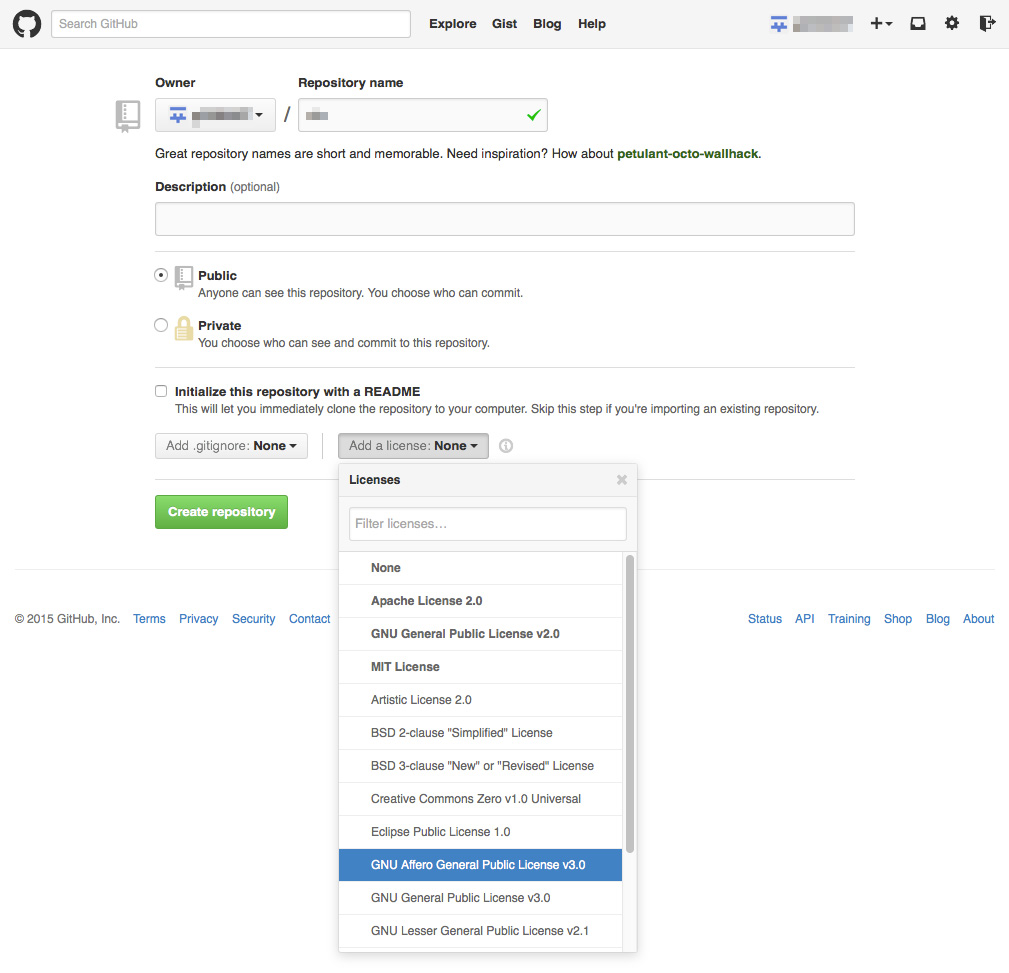 Search GitHub Explore Gist Blog Help
Owner Repository name
/
Great repository names are short and memorable. Need inspiration? How about petulant-octo-wallhack.
Description (optional)
Public
Anyone can see this repository. You choose who can commit.
Private
You choose who can see and commit to this repository.
Initialize this repository with a README
This will let you immediately clone the repository to your computer. Skip this step if you're importing an existing repository.
Add .gitignore: None Add a license: None
Licenses
Create repository
Filter licenses…
None
Apache License 2.0
© 2015 GitHub, Inc. Terms Privacy Security Contact Status API Training Shop Blog About
GNU General Public License v2.0
MIT License
Artistic License 2.0
BSD 2-clause "Simplified" License
BSD 3-clause "New" or "Revised" License
Creative Commons Zero v1.0 Universal
Eclipse Public License 1.0
GNU Affero General Public License v3.0
GNU General Public License v3.0
GNU Lesser General Public License v2.1